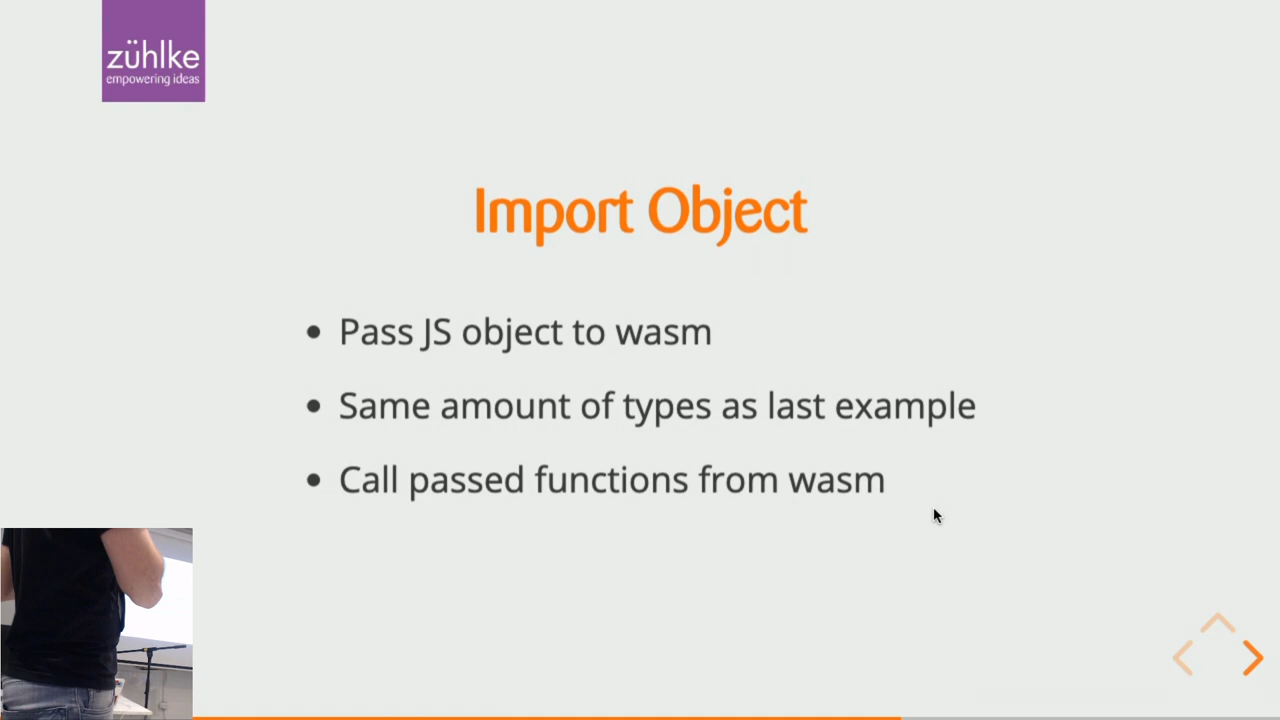 zühlke
empowering ideas
Import Object
Pass JS object to wasm
Same amount of types as last example
Call passed functions from wasm